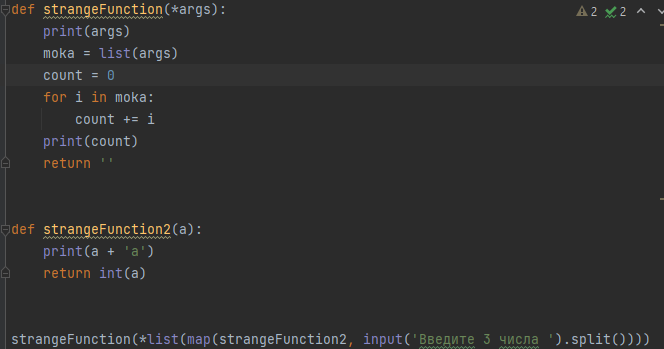 def strangeFunction(*args):
2 2
    print(args)
    moka = list(args)
    count = 0
    for i in moka:
        count += i
    print(count)
    return ''
def strangeFunction2(a):
    print(a + 'a')
    return int(a)
strangeFunction(*list(map(strangeFunction2, input('Введите 3 числа ').split())))